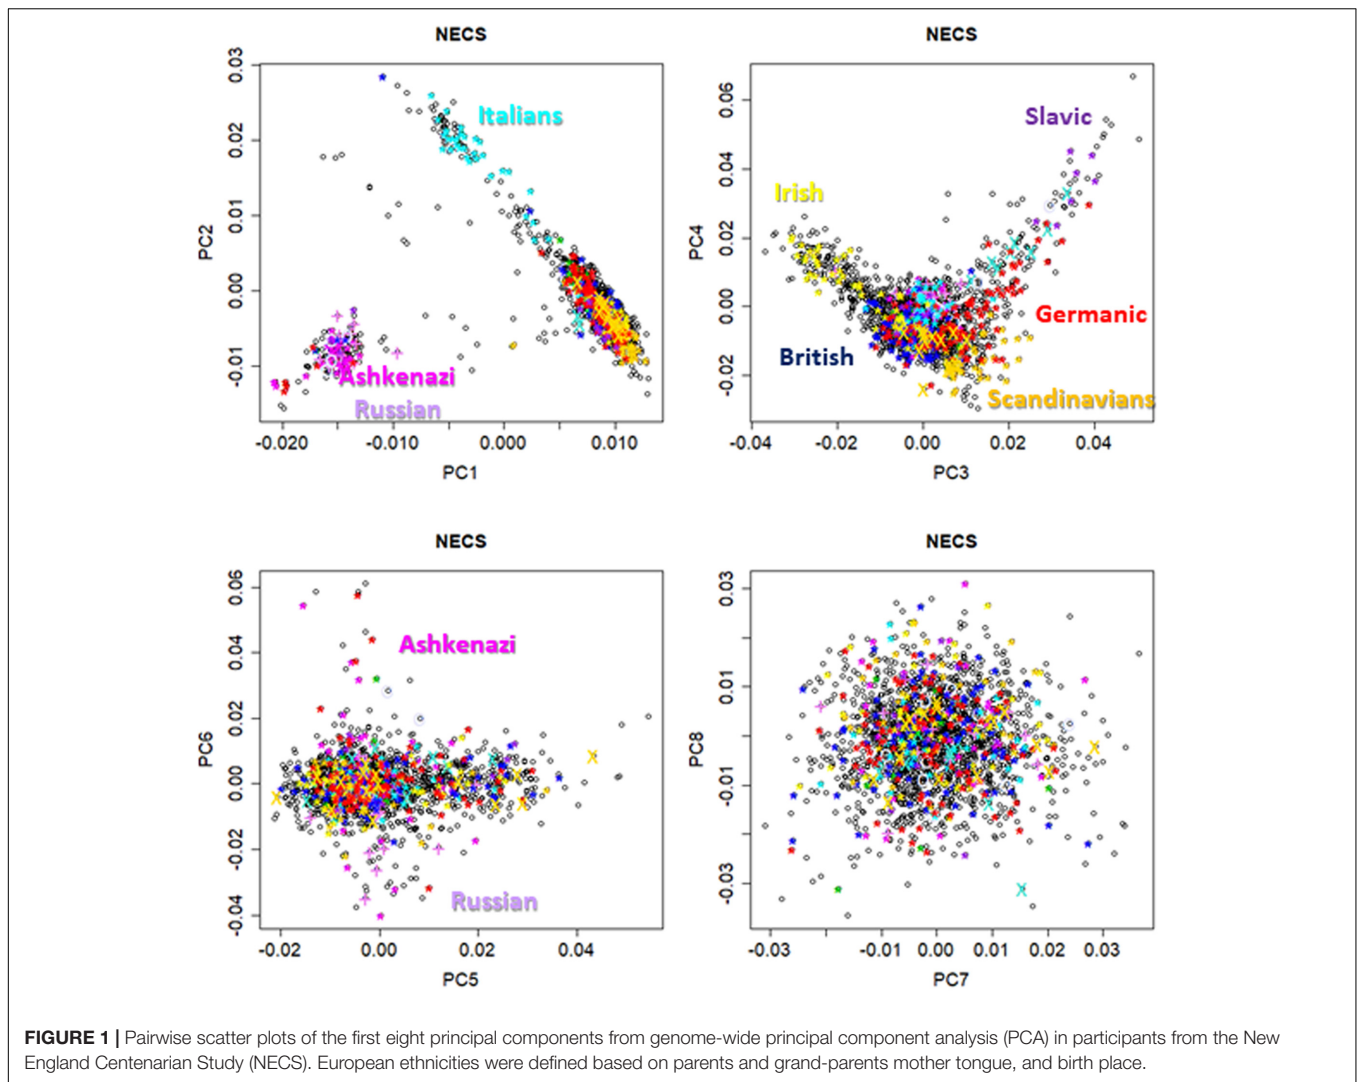 NECS
0.03
0.02
0.01
0.00
-0.01
PC2
Italians
Ashkenazi
Russian
-0.020
-0.010
0.000
0.010
PC1
NECS
0.06
0.04
0.02
0.00
-0.02
PC4
Slavic
Irish
Germanic
British
Scandinavians
-0.04
-0.02
0.00
0.02
0.04
PC3
NECS
0.06
0.04
0.02
0.00
-0.02
-0.04
PC6
Ashkenazi
Russian
-0.02
0.00
0.02
0.04
PC5
NECS
0.03
0.01
-0.01
-0.03
PC8
-0.03
-0.01
0.00
0.01
0.02
0.03
PC7
FIGURE 1 | Pairwise scatter plots of the first eight principal components from genome-wide principal component analysis (PCA) in participants from the New
England Centenarian Study (NECS). European ethnicities were defined based on parents and grand-parents mother tongue, and birth place.